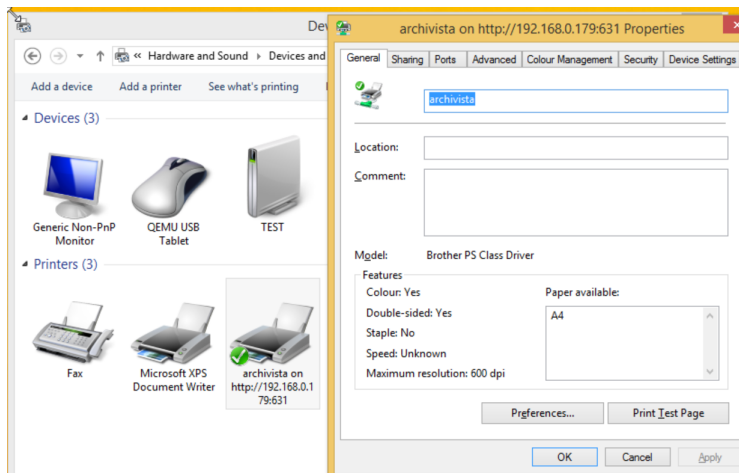 Dev
Hardware and Sound
Devices and
Add a device
Add a printer
See what's printing
Devices (3)
Generic Non-PnP
Monitor
QEMU USB
Tablet
TEST
Printers (3)
Fax
Microsoft XPS
Document Writer
archivista on
http://192.168.0.1
79:631
archivista on http://192.168.0.179:631 Properties
General
Sharing
Ports
Advanced
Colour Management
Security
Device Settings
archivista
Location:
Comment:
Model:
Brother PS Class Driver
Features
Colour: Yes
Paper available:
Double-sided: Yes
A4
Staple: No
Speed: Unknown
Maximum resolution: 600 dpi
Preferences...
Print Test Page
OK
Cancel
Apply